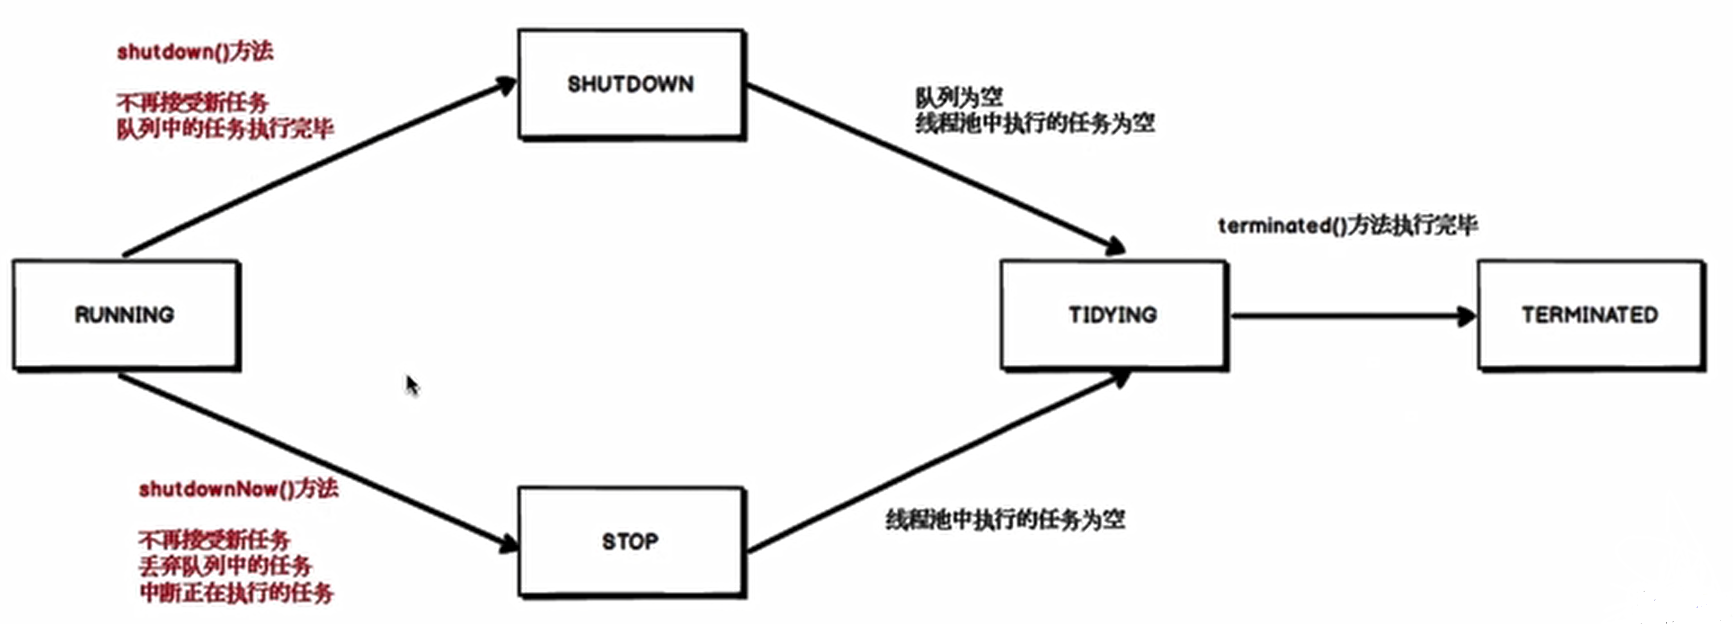 shutdown()方法
不再接受新任务
队列中的任务执行完毕
SHUTDOWN
队列为空
线程池中执行的任务为空
terminated()方法执行完毕
RUNNING
TIDYING
TERMINATED
shutdownNow()方法
不再接受新任务
丢弃队列中的任务
中断正在执行的任务
STOP
线程池中执行的任务为空